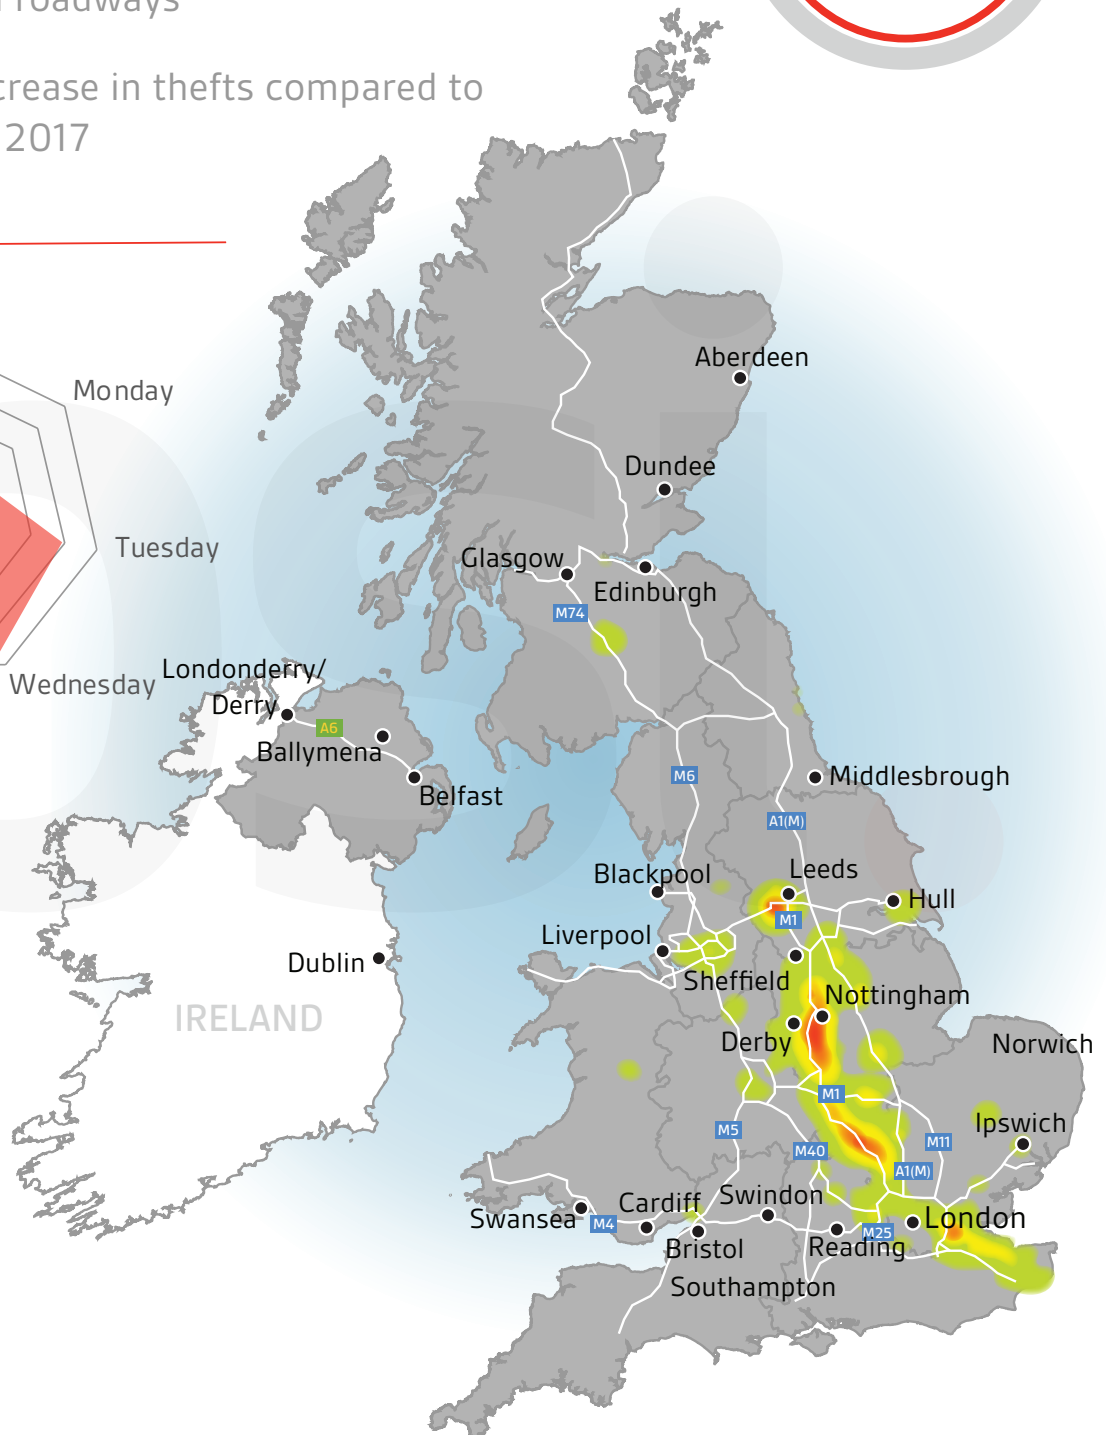 roadways
crease in thefts compared to
2017
Monday
Tuesday
Wednesday
Aberdeen
Dundee
Glasgow
Edinburgh
M74
Londonderry/
Derry
A6
Ballymena
Belfast
M6
Middlesbrough
A1(M)
Blackpool
Leeds
Hull
M1
Liverpool
Dublin
Sheffield
Nottingham
IRELAND
Derby
Norwich
M1
Ipswich
M5
M11
M40
A1(M)
Swansea
Cardiff
Swindon
London
M4
M25
Bristol
Reading
Southampton